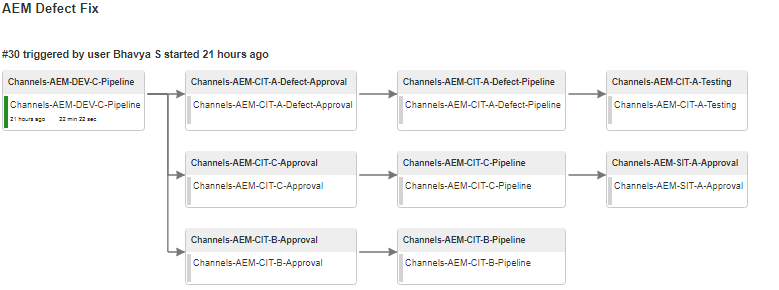 AEM Defect Fix
#30 triggered by user Bhavya S started 21 hours ago
Channels-AEM-DEV-C-Pipeline
Channels-AEM-DEV-C-Pipeline
21 hours ago 22 min 22 sec
Channels-AEM-CIT-A-Defect-Approval
Channels-AEM-CIT-A-Defect-Approval
Channels-AEM-CIT-A-Defect-Pipeline
Channels-AEM-CIT-A-Defect-Pipeline
Channels-AEM-CIT-A-Testing
Channels-AEM-CIT-A-Testing
Channels-AEM-CIT-C-Approval
Channels-AEM-CIT-C-Approval
Channels-AEM-CIT-C-Pipeline
Channels-AEM-CIT-C-Pipeline
Channels-AEM-SIT-A-Approval
Channels-AEM-SIT-A-Approval
Channels-AEM-CIT-B-Approval
Channels-AEM-CIT-B-Approval
Channels-AEM-CIT-B-Pipeline
Channels-AEM-CIT-B-Pipeline